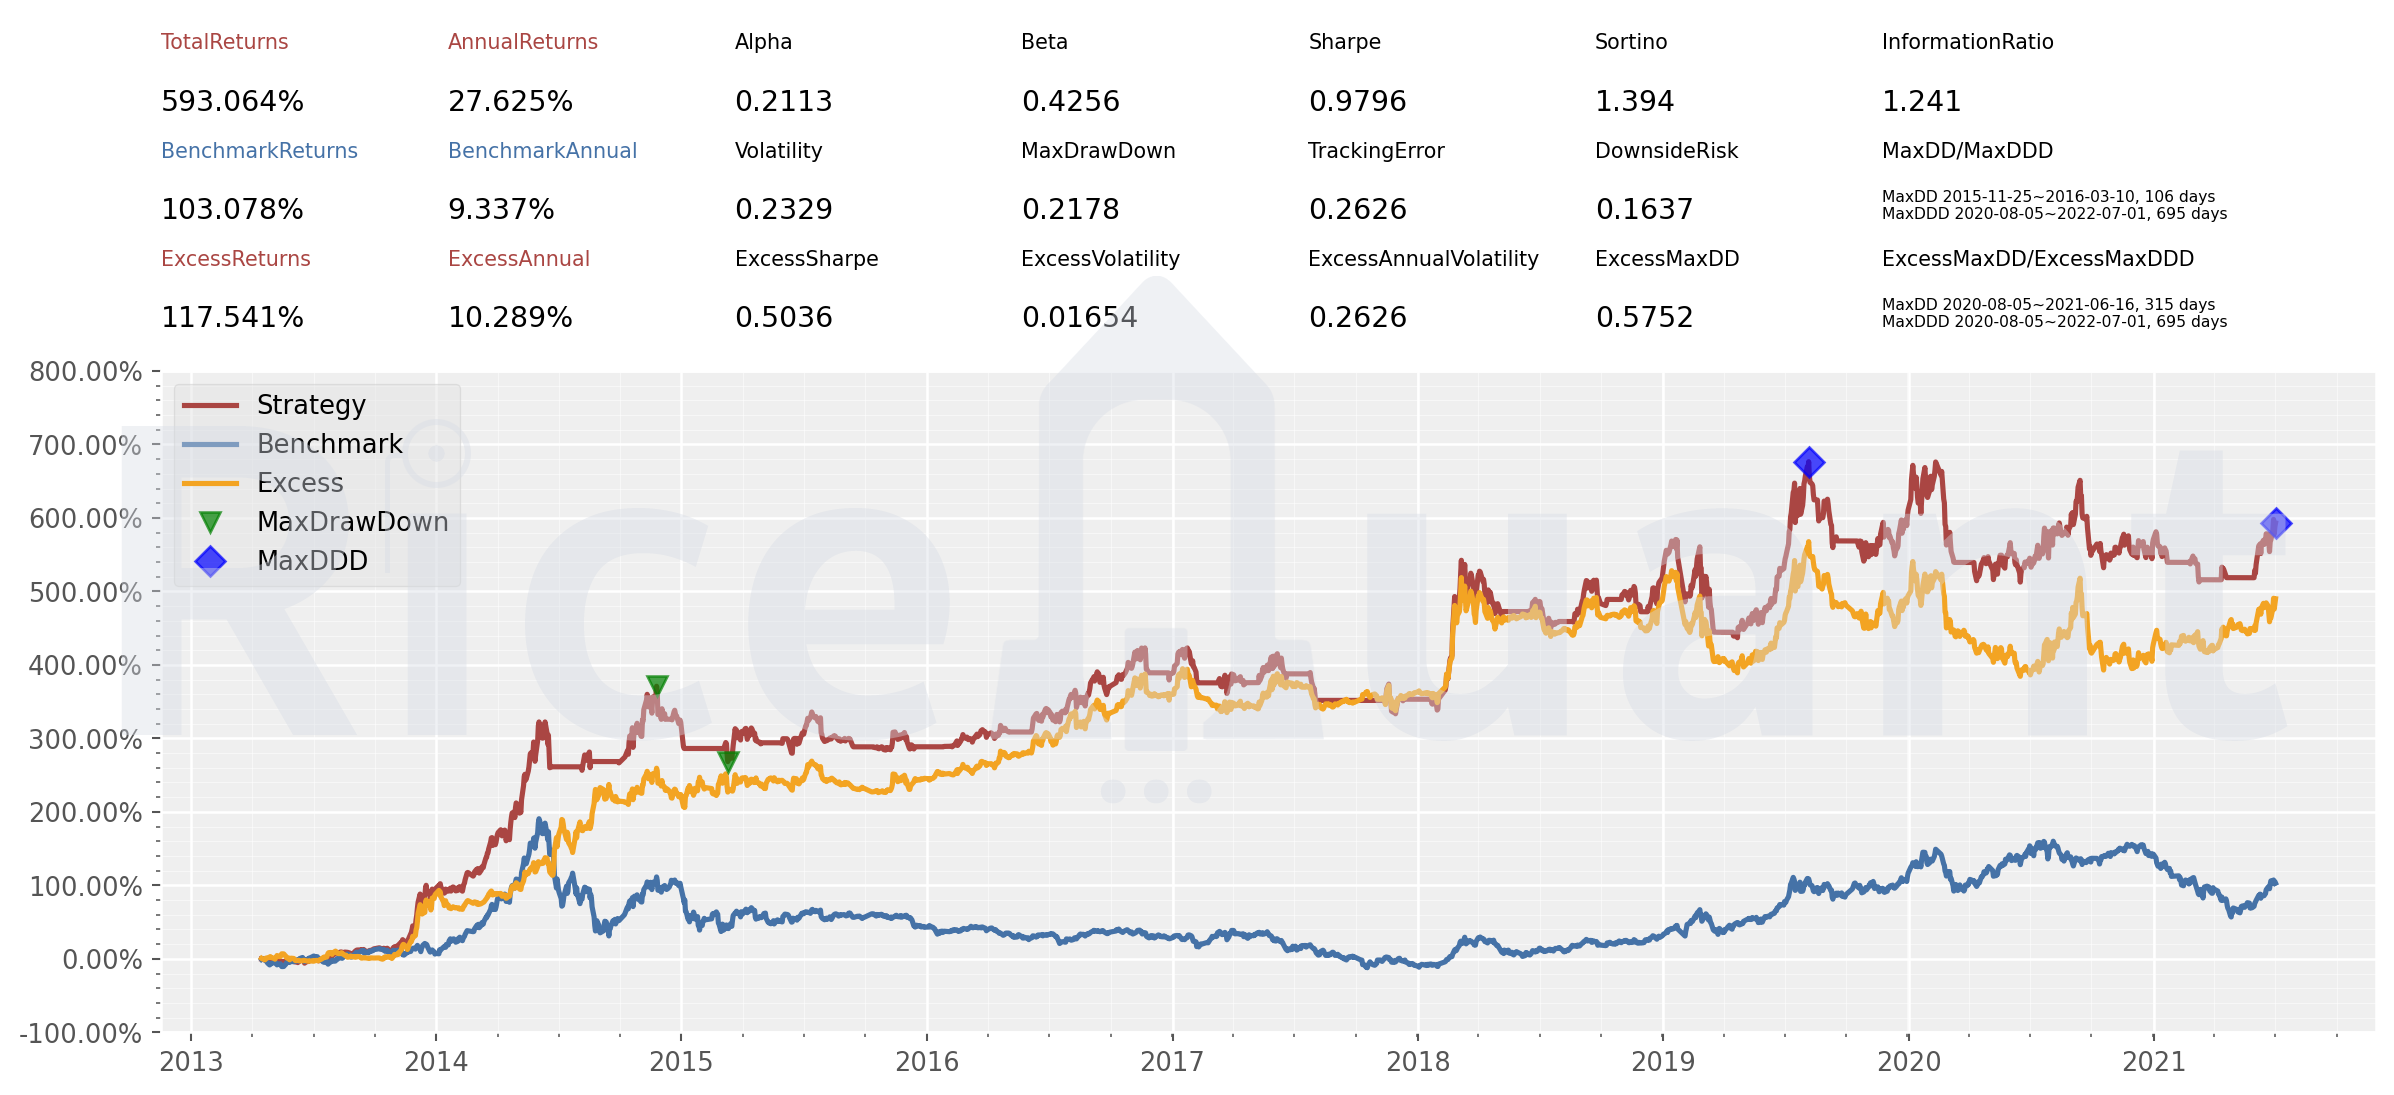 TotalReturns AnnualReturns Alpha Beta Sharpe Sortino InformationRatio
593.064% 27.625% 0.2113 0.4256 0.9796 1.394 1.241
BenchmarkReturns BenchmarkAnnual Volatility MaxDrawDown TrackingError DownsideRisk MaxDD/MaxDDD
103.078% 9.337% 0.2329 0.2178 0.2626 0.1637 MaxDD 2015-11-25~2016-03-10, 106 days
MaxDDD 2020-08-05~2022-07-01, 695 days
ExcessReturns ExcessAnnual ExcessSharpe ExcessVolatility ExcessAnnualVolatility ExcessMaxDD ExcessMaxDD/ExcessMaxDDD
117.541% 10.289% 0.5036 0.01654 0.2626 0.5752 MaxDD 2020-08-05~2021-06-16, 315 days
MaxDDD 2020-08-05~2022-07-01, 695 days
800.00%
700.00%
600.00%
500.00%
400.00%
300.00%
200.00%
100.00%
0.00%
-100.00%
Strategy
Benchmark
Excess
MaxDrawDown
MaxDDD
RiceQuant
2013 2014 2015 2016 2017 2018 2019 2020 2021